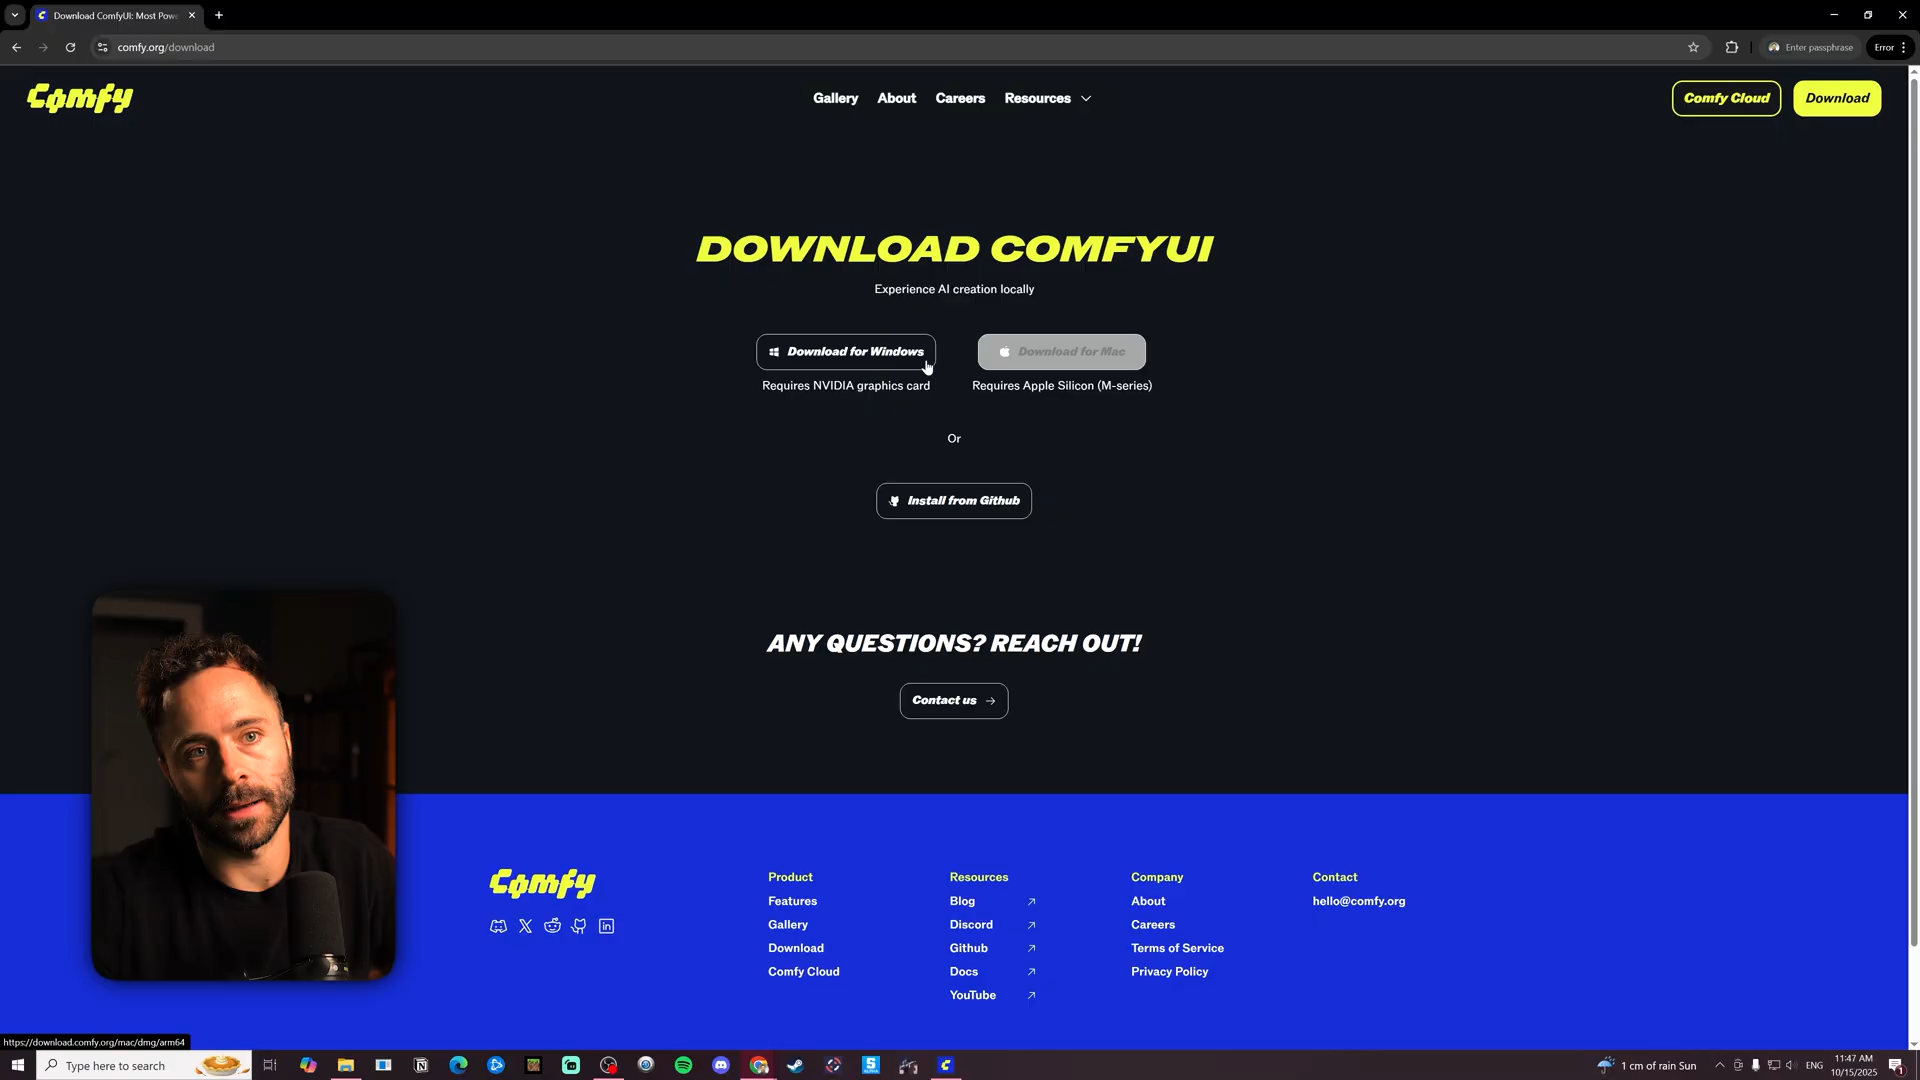 Download ComfyUI: Most Pow
comfy.org/download
Enter passphrase
Error
Comfy
Gallery
About
Careers
Resources
Comfy Cloud
Download
DOWNLOAD COMFYUI
Experience AI creation locally
Download for Windows
Download for Mac
Requires NVIDIA graphics card
Requires Apple Silicon (M-series)
Or
Install from Github
ANY QUESTIONS? REACH OUT!
Contact us
Comfy
Product
Features
Gallery
Download
Comfy Cloud
Resources
Blog
Discord
Github
Docs
YouTube
Company
About
Careers
Terms of Service
Privacy Policy
Contact
hello@comfy.org
https://download.comfy.org/mac/dmg/arm64
Type here to search
1 cm of rain Sun
ENG
11:47 AM
10/15/2025